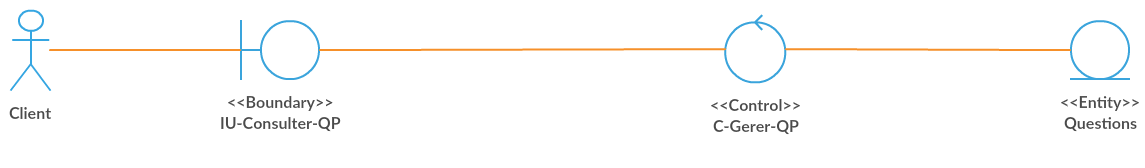 Client
<<Boundary>>
IU-Consulter-QP
<<Control>>
C-Gerer-QP
<<Entity>>
Questions